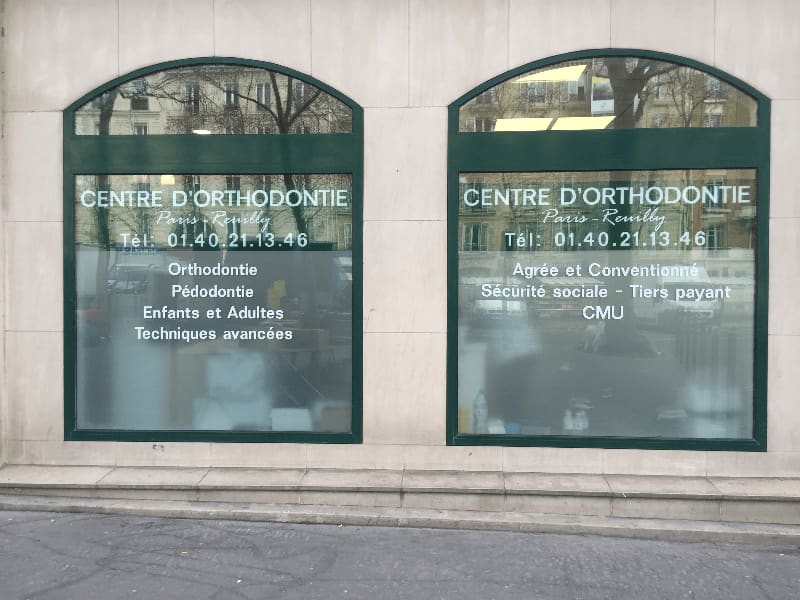 CENTRE D'ORTHODONTIE
Paris - Reuilly
Tél: 01.40.21.13.46
Orthodontie
Pédodontie
Enfants et Adultes
Techniques avancées
CENTRE D'ORTHODONTIE
Paris - Reuilly
Tél: 01.40.21.13.46
Agrée et Conventionné
Sécurité sociale - Tiers payant
CMU